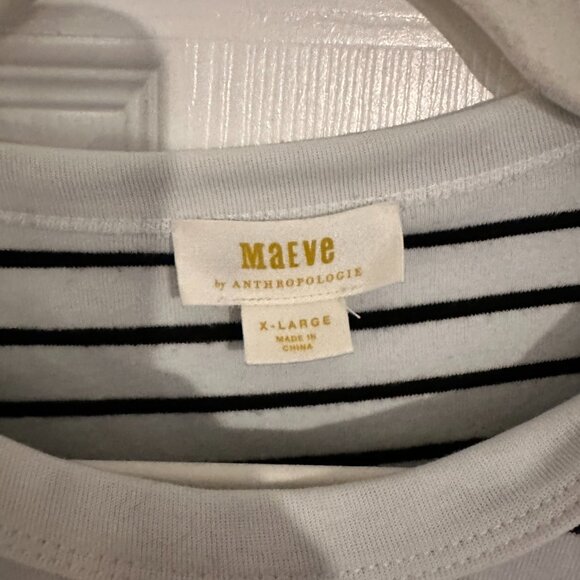 MaEVe
by ANTHROPOLOGIE
X-LARGE
MADE IN
CHINA